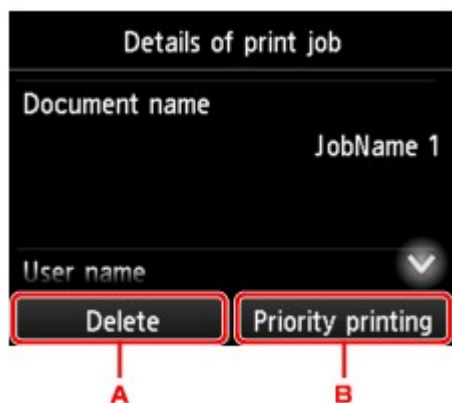 Details of print job
Document name
JobName 1
User name
Delete
Priority printing
A
B